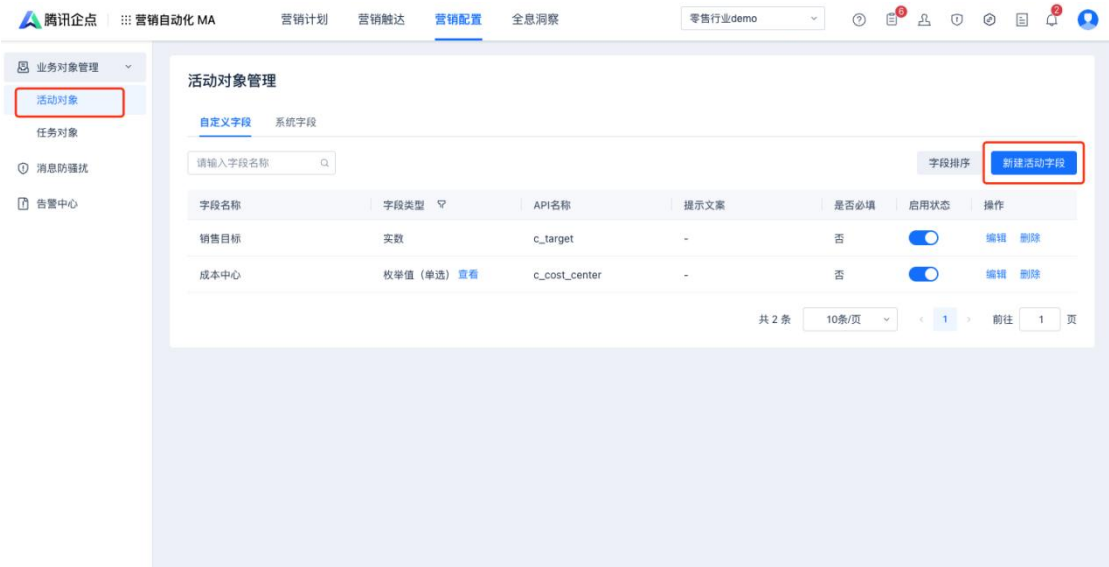 腾讯企点 营销自动化 MA 营销计划 营销触达 营销配置 全息洞察 零售行业demo 6 2
业务对象管理
活动对象
任务对象
消息防骚扰
告警中心
活动对象管理
自定义字段 系统字段
请输入字段名称 字段排序 新建活动字段
字段名称 字段类型 API名称 提示文案 是否必填 启用状态 操作
销售目标 实数 c_target - 否 编辑 删除
成本中心 枚举值（单选） 查看 c_cost_center - 否 编辑 删除
共 2 条 10条/页 < 1 > 前往 1 页